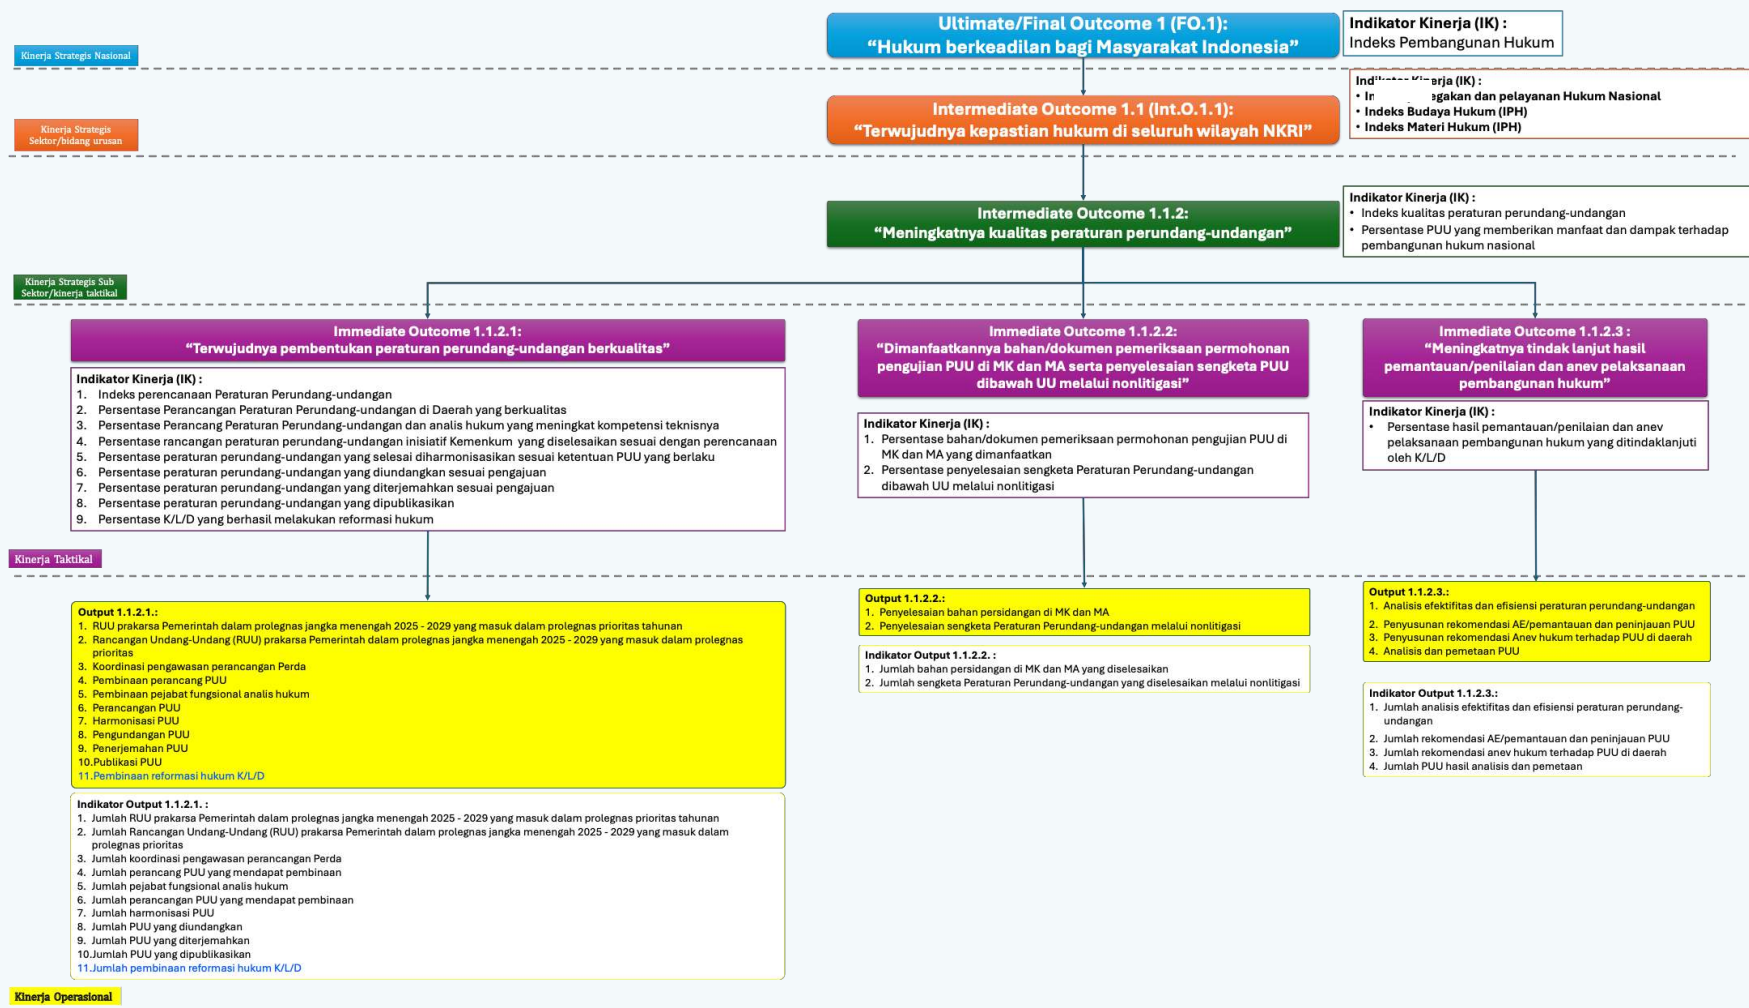 Ultimate/Final Outcome 1 (FO.1):
“Hukum berkeadilan bagi Masyarakat Indonesia”
Indikator Kinerja (IK) :
Indeks Pembangunan Hukum
Kinerja Strategis Nasional
Intermediate Outcome 1.1 (Int.O.1.1):
“Terwujudnya kepastian hukum di seluruh wilayah NKRI”
(IK) :
• dan pelayanan Hukum Nasional
• Indeks Budaya Hukum (IPH)
• Indeks Materi Hukum (IPH)
Kinerja Strategis
Sektor/bidang urusan
Intermediate Outcome 1.1.2:
“Meningkatnya kualitas peraturan perundang-undangan”
Indikator Kinerja (IK) :
• Indeks kualitas peraturan perundang-undangan
• Persentase PUU yang memberikan manfaat dan dampak terhadap
pembangunan hukum nasional
Kinerja Strategis Sub
Sektor/kinerja taktikal
Immediate Outcome 1.1.2.1:
“Terwujudnya pembentukan peraturan perundang-undangan berkualitas”
Indikator Kinerja (IK) :
1. Indeks perencanaan Peraturan Perundang-undangan
2. Persentase Perancangan Peraturan Perundang-undangan di Daerah yang berkualitas
3. Persentase Perancang Peraturan Perundang-undangan dan analis hukum yang meningkat kompetensi teknisnya
4. Persentase rancangan peraturan perundang-undangan inisiatif Kemenkum yang diselesaikan sesuai dengan perencanaan
5. Persentase peraturan perundang-undangan yang selesai diharmonisasikan sesuai ketentuan PUU yang berlaku
6. Persentase peraturan perundang-undangan yang diundangkan sesuai pengajuan
7. Persentase peraturan perundang-undangan yang diterjemahkan sesuai pengajuan
8. Persentase peraturan perundang-undangan yang dipublikasikan
9. Persentase K/L/D yang berhasil melakukan reformasi hukum
Immediate Outcome 1.1.2.2:
“Dimanfaatkannya bahan/dokumen pemeriksaan permohonan
pengujian PUU di MK dan MA serta penyelesaian sengketa PUU
dibawah UU melalui nonlitigasi”
Indikator Kinerja (IK) :
1. Persentase bahan/dokumen pemeriksaan permohonan pengujian PUU di
MK dan MA yang dimanfaatkan
2. Persentase penyelesaian sengketa Peraturan Perundang-undangan
dibawah UU melalui nonlitigasi
Immediate Outcome 1.1.2.3 :
“Meningkatnya tindak lanjut hasil
pemantauan/penilaian dan anev pelaksanaan
pembangunan hukum”
Indikator Kinerja (IK) :
• Persentase hasil pemantauan/penilaian dan anev
pelaksanaan pembangunan hukum yang ditindaklanjuti
oleh K/L/D
Kinerja Taktikal
Output 1.1.2.1.:
1. RUU prakarsa Pemerintah dalam prolegnas jangka menengah 2025 - 2029 yang masuk dalam prolegnas prioritas tahunan
2. Rancangan Undang-Undang (RUU) prakarsa Pemerintah dalam prolegnas jangka menengah 2025 - 2029 yang masuk dalam prolegnas
prioritas
3. Koordinasi pengawasan perancangan Perda
4. Pembinaan perancang PUU
5. Pembinaan pejabat fungsional analis hukum
6. Perancangan PUU
7. Harmonisasi PUU
8. Pengundangan PUU
9. Penerjemahan PUU
10.Publikasi PUU
11.Pembinaan reformasi hukum K/L/D
Indikator Output 1.1.2.1. :
1. Jumlah RUU prakarsa Pemerintah dalam prolegnas jangka menengah 2025 - 2029 yang masuk dalam prolegnas prioritas tahunan
2. Jumlah Rancangan Undang-Undang (RUU) prakarsa Pemerintah dalam prolegnas jangka menengah 2025 - 2029 yang masuk dalam
prolegnas prioritas
3. Jumlah koordinasi pengawasan perancangan Perda
4. Jumlah perancang PUU yang mendapat pembinaan
5. Jumlah pejabat fungsional analis hukum
6. Jumlah perancangan PUU yang mendapat pembinaan
7. Jumlah harmonisasi PUU
8. Jumlah PUU yang diundangkan
9. Jumlah PUU yang diterjemahkan
10.Jumlah PUU yang dipublikasikan
11.Jumlah pembinaan reformasi hukum K/L/D
Output 1.1.2.2.:
1. Penyelesaian bahan persidangan di MK dan MA
2. Penyelesaian sengketa Peraturan Perundang-undangan melalui nonlitigasi
Indikator Output 1.1.2.2. :
1. Jumlah bahan persidangan di MK dan MA yang diselesaikan
2. Jumlah sengketa Peraturan Perundang-undangan yang diselesaikan melalui nonlitigasi
Output 1.1.2.3.:
1. Analisis efektifitas dan efisiensi peraturan perundang-undangan
2. Penyusunan rekomendasi AE/pemantauan dan peninjauan PUU
3. Penyusunan rekomendasi Anev hukum terhadap PUU di daerah
4. Analisis dan pemetaan PUU
Indikator Output 1.1.2.3.:
1. Jumlah analisis efektifitas dan efisiensi peraturan perundang-
undangan
2. Jumlah rekomendasi AE/pemantauan dan peninjauan PUU
3. Jumlah rekomendasi anev hukum terhadap PUU di daerah
4. Jumlah PUU hasil analisis dan pemetaan
Kinerja Operasional